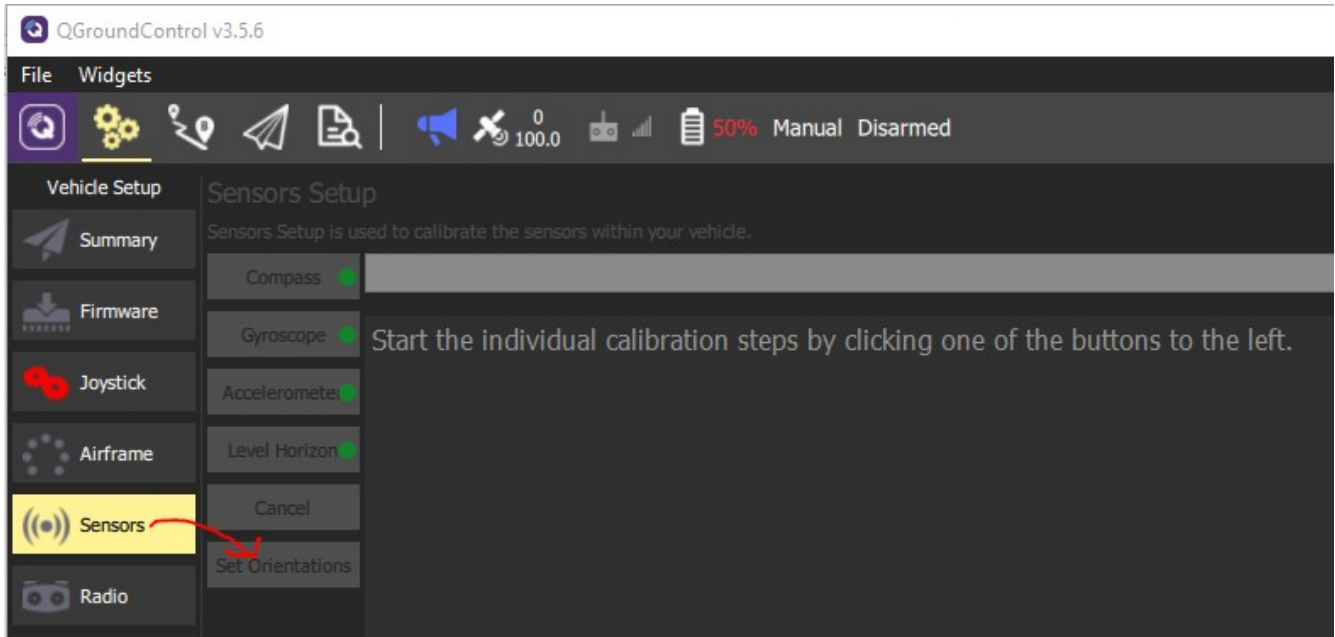 QGroundControl v3.5.6
File Widgets
0
100.0
50% Manual Disarmed
Vehicle Setup
Sensors Setup
Summary
Sensors Setup is used to calibrate the sensors within your vehicle.
Compass
Firmware
Gyroscope
Start the individual calibration steps by clicking one of the buttons to the left.
Joystick
Accelerometer
Airframe
Level Horizon
Sensors
Cancel
Set Orientations
Radio